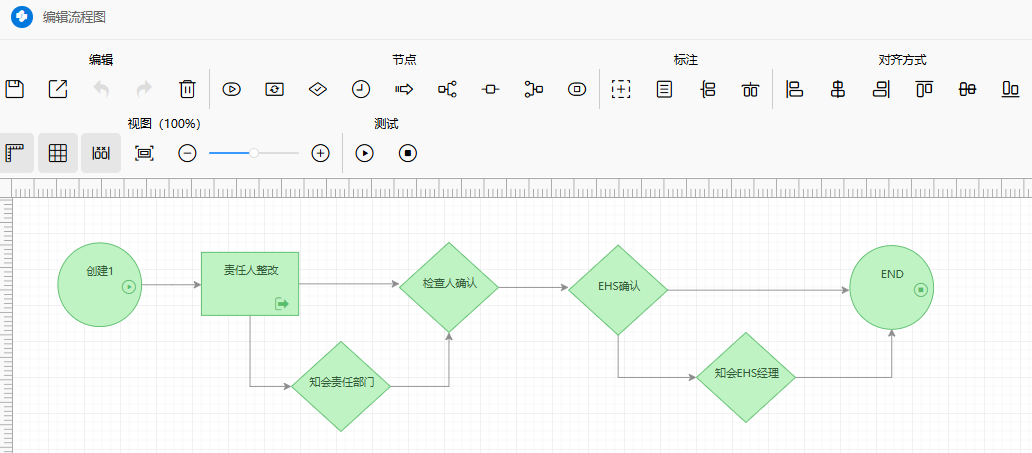 编辑流程图
编辑
节点
标注
对齐方式
视图（100%）
测试
创建1
责任人整改
检查人确认
EHS确认
END
知会责任部门
知会EHS经理